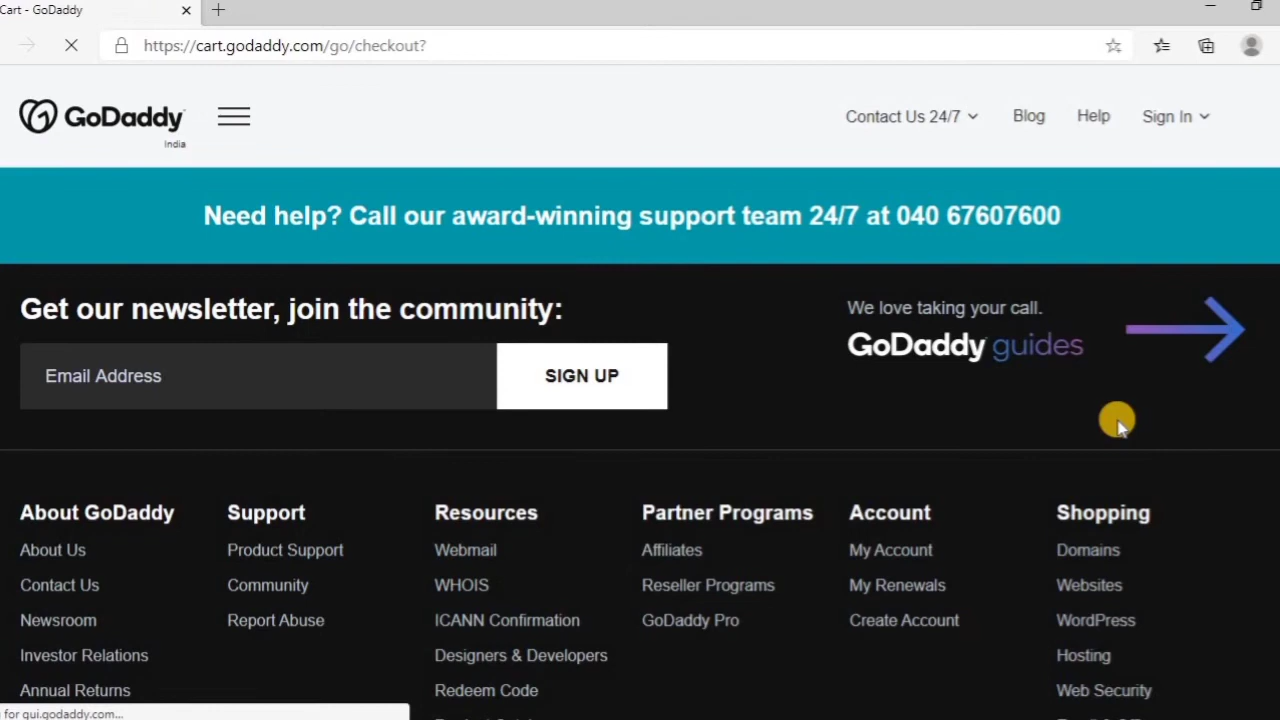 Cart - GoDaddy
https://cart.godaddy.com/go/checkout?
GoDaddy
India
Contact Us 24/7
Blog
Help
Sign In
Need help? Call our award-winning support team 24/7 at 040 67607600
Get our newsletter, join the community:
Email Address
SIGN UP
We love taking your call.
GoDaddy guides
About GoDaddy
About Us
Contact Us
Newsroom
Investor Relations
Annual Returns
Support
Product Support
Community
Report Abuse
Resources
Webmail
WHOIS
ICANN Confirmation
Designers & Developers
Redeem Code
Partner Programs
Affiliates
Reseller Programs
GoDaddy Pro
Account
My Account
My Renewals
Create Account
Shopping
Domains
Websites
WordPress
Hosting
Web Security
for gui.godaddy.com...